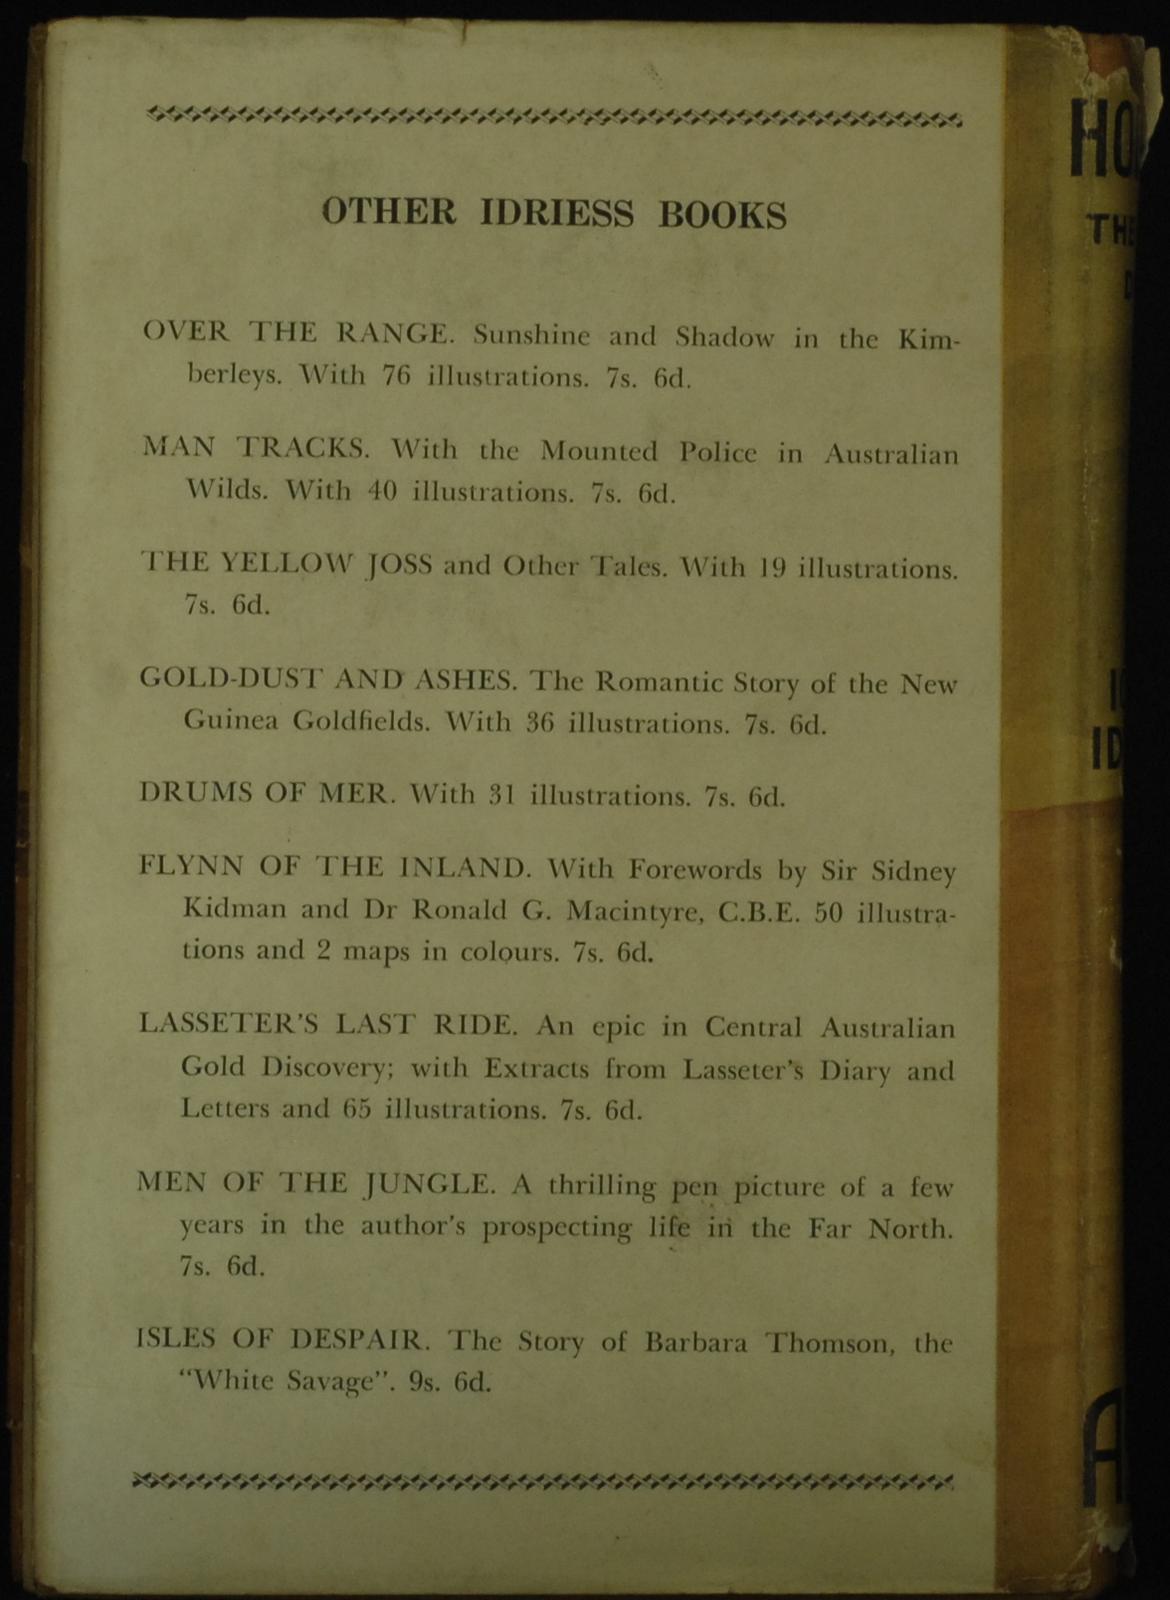 OTHER IDRIESS BOOKS
OVER THE RANGE. Sunshine and Shadow in the Kim-
berleys. With 76 illustrations. 7s. 6d.
MAN TRACKS. With the Mounted Police in Australian
Wilds. With 40 illustrations. 7s. 6d.
THE YELLOW JOSS and Other Tales. With 19 illustrations.
7s. 6d.
GOLD-DUST AND ASHES. The Romantic Story of the New
Guinea Goldfields. With 36 illustrations. 7s. 6d.
DRUMS OF MER. With 31 illustrations. 7s. 6d.
FLYNN OF THE INLAND. With Forewords by Sir Sidney
Kidman and Dr Ronald G. Macintyre, C.B.E. 50 illustra-
tions and 2 maps in colours. 7s. 6d.
LASSETER'S LAST RIDE. An epic in Central Australian
Gold Discovery; with Extracts from Lasseter's Diary and
Letters and 65 illustrations. 7s. 6d.
MEN OF THE JUNGLE. A thrilling pen picture of a few
years in the author's prospecting life in the Far North.
7s. 6d.
ISLES OF DESPAIR. The Story of Barbara Thomson, the
"White Savage". 9s. 6d.
THE